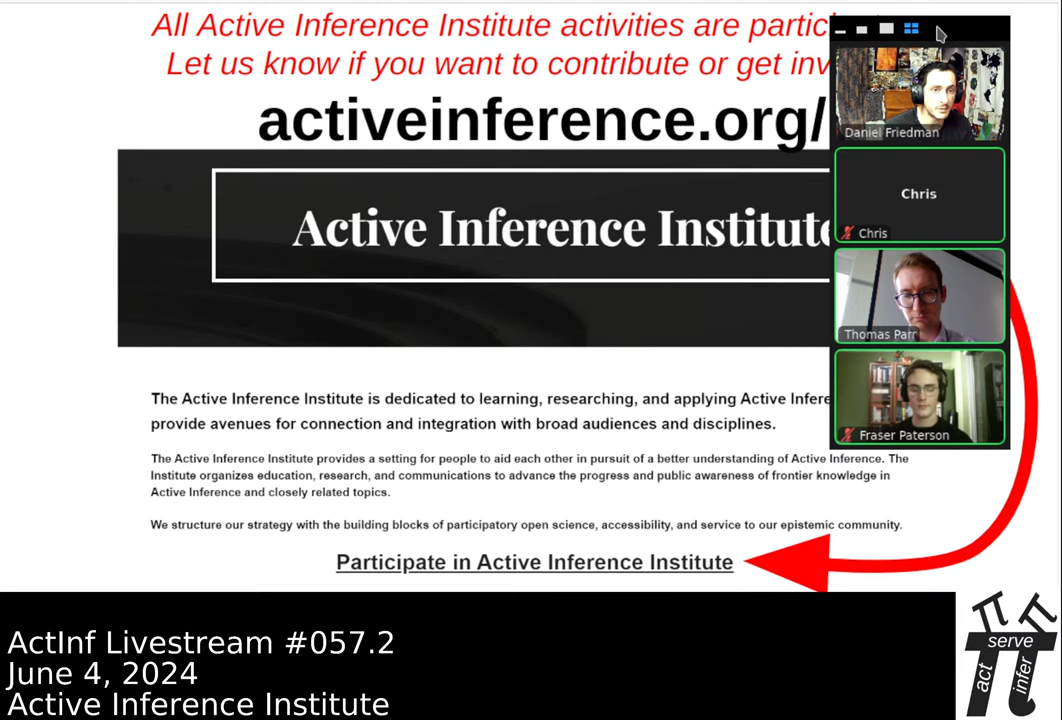 All Active Inference Institute activities are partici
Let us know if you want to contribute or get inv
activeinference.org/
Active Inference Institute
Daniel Friedman
Chris
Chris
Thomas Parr
Fraser Paterson
The Active Inference Institute is dedicated to learning, researching, and applying Active Infere
provide avenues for connection and integration with broad audiences and disciplines.
The Active Inference Institute provides a setting for people to aid each other in pursuit of a better understanding of Active Inference. The
Institute organizes education, research, and communications to advance the progress and public awareness of frontier knowledge in
Active Inference and closely related topics.
We structure our strategy with the building blocks of participatory open science, accessibility, and service to our epistemic community.
Participate in Active Inference Institute
ActInf Livestream #057.2
June 4, 2024
Active Inference Institute
serve
act
infer